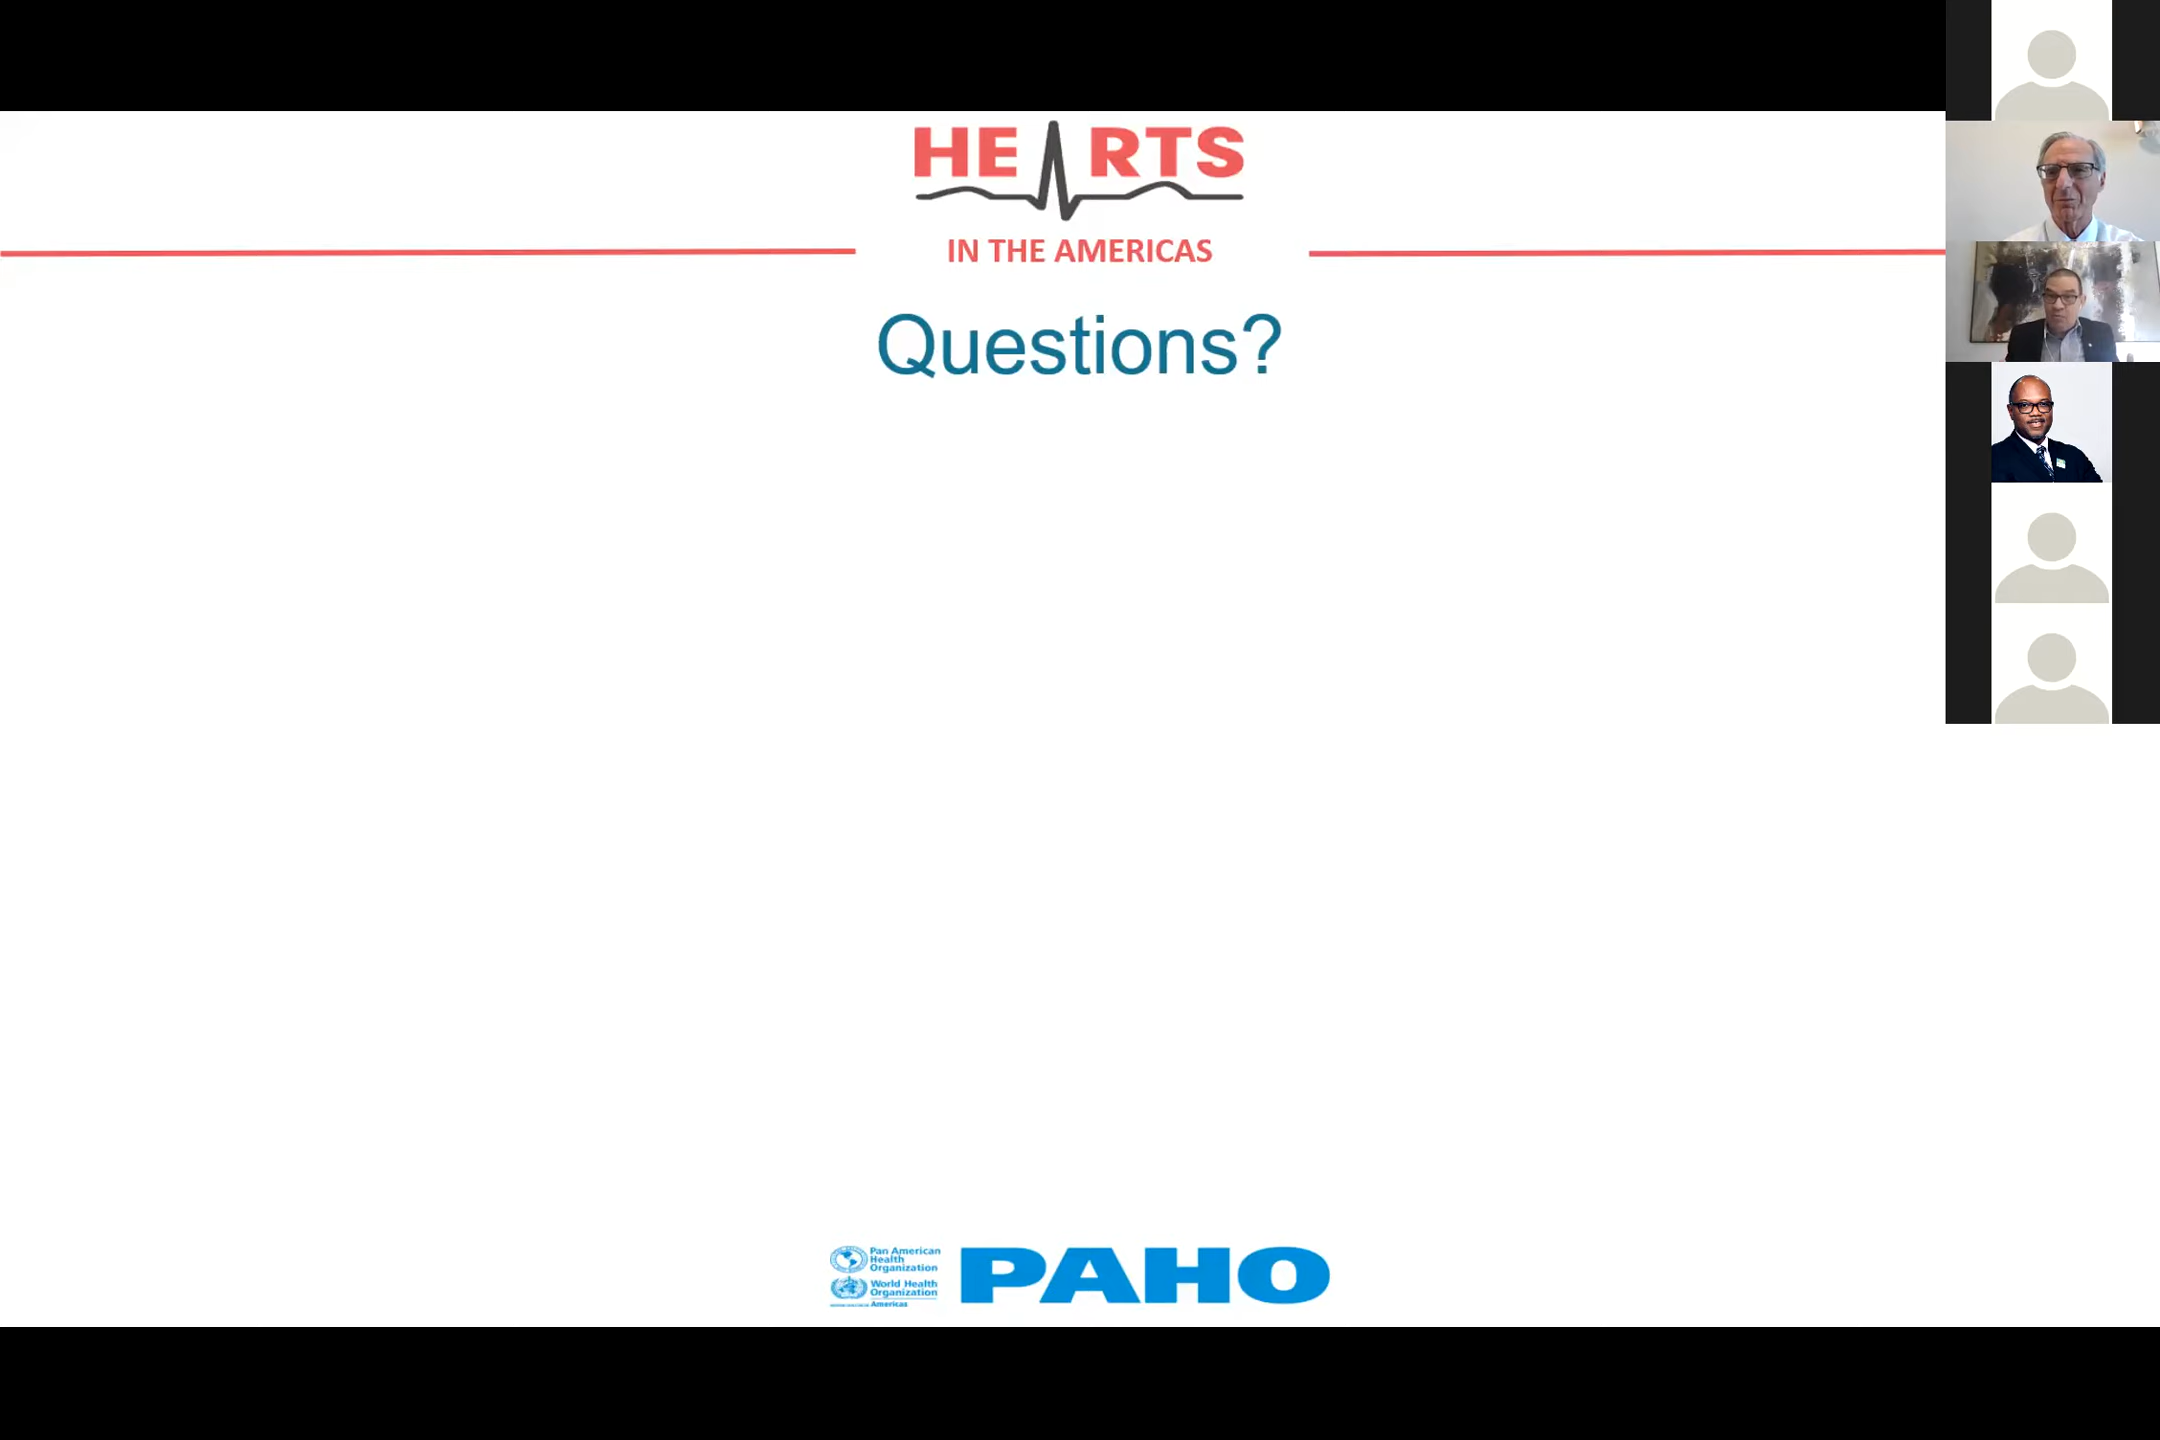 HEARTS
IN THE AMERICAS
Questions?
Pan American
Health
Organization
World Health
Organization
Americas
PAHO